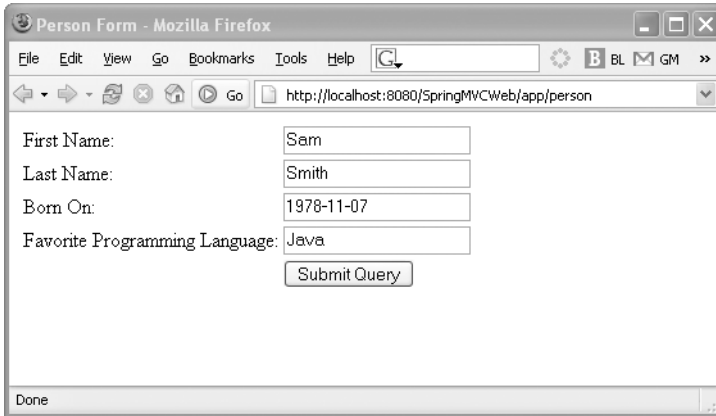 Person Form - Mozilla Firefox
File Edit View Go Bookmarks Tools Help G B BL M GM »
Go http://localhost:8080/SpringMVCWeb/app/person
First Name: Sam
Last Name: Smith
Born On: 1978-11-07
Favorite Programming Language: Java
Submit Query
Done